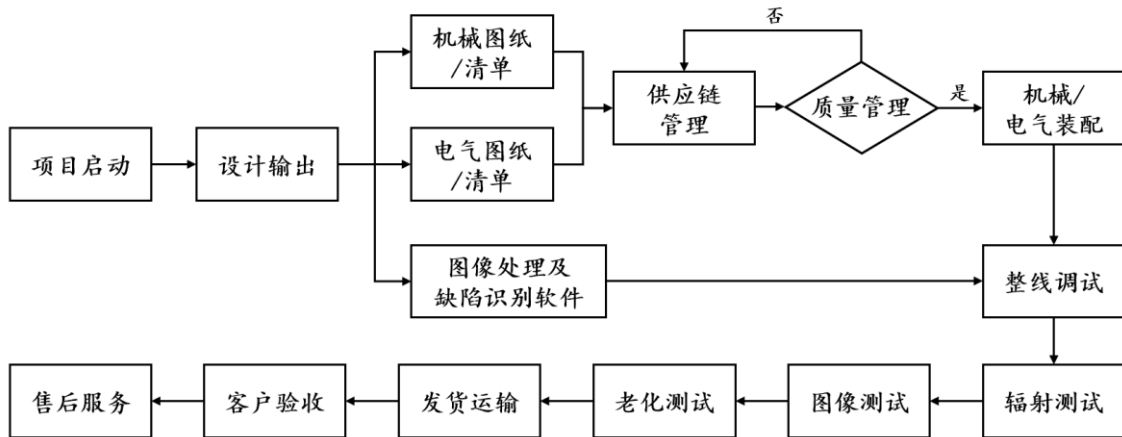 否
机械图纸
/清单
供应链
管理
质量管理
是
机械/
电气装配
项目启动
设计输出
电气图纸
/清单
图像处理及
缺陷识别软件
整线调试
售后服务
客户验收
发货运输
老化测试
图像测试
辐射测试